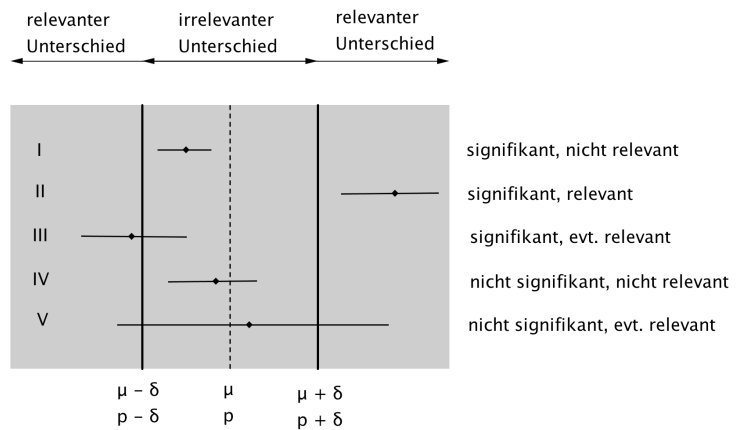 relevanter
Unterschied
irrelevanter
Unterschied
relevanter
Unterschied
I
signifikant, nicht relevant
II
signifikant, relevant
III
signifikant, evt. relevant
IV
nicht signifikant, nicht relevant
V
nicht signifikant, evt. relevant
μ – δ
μ
μ + δ
p – δ
p
p + δ